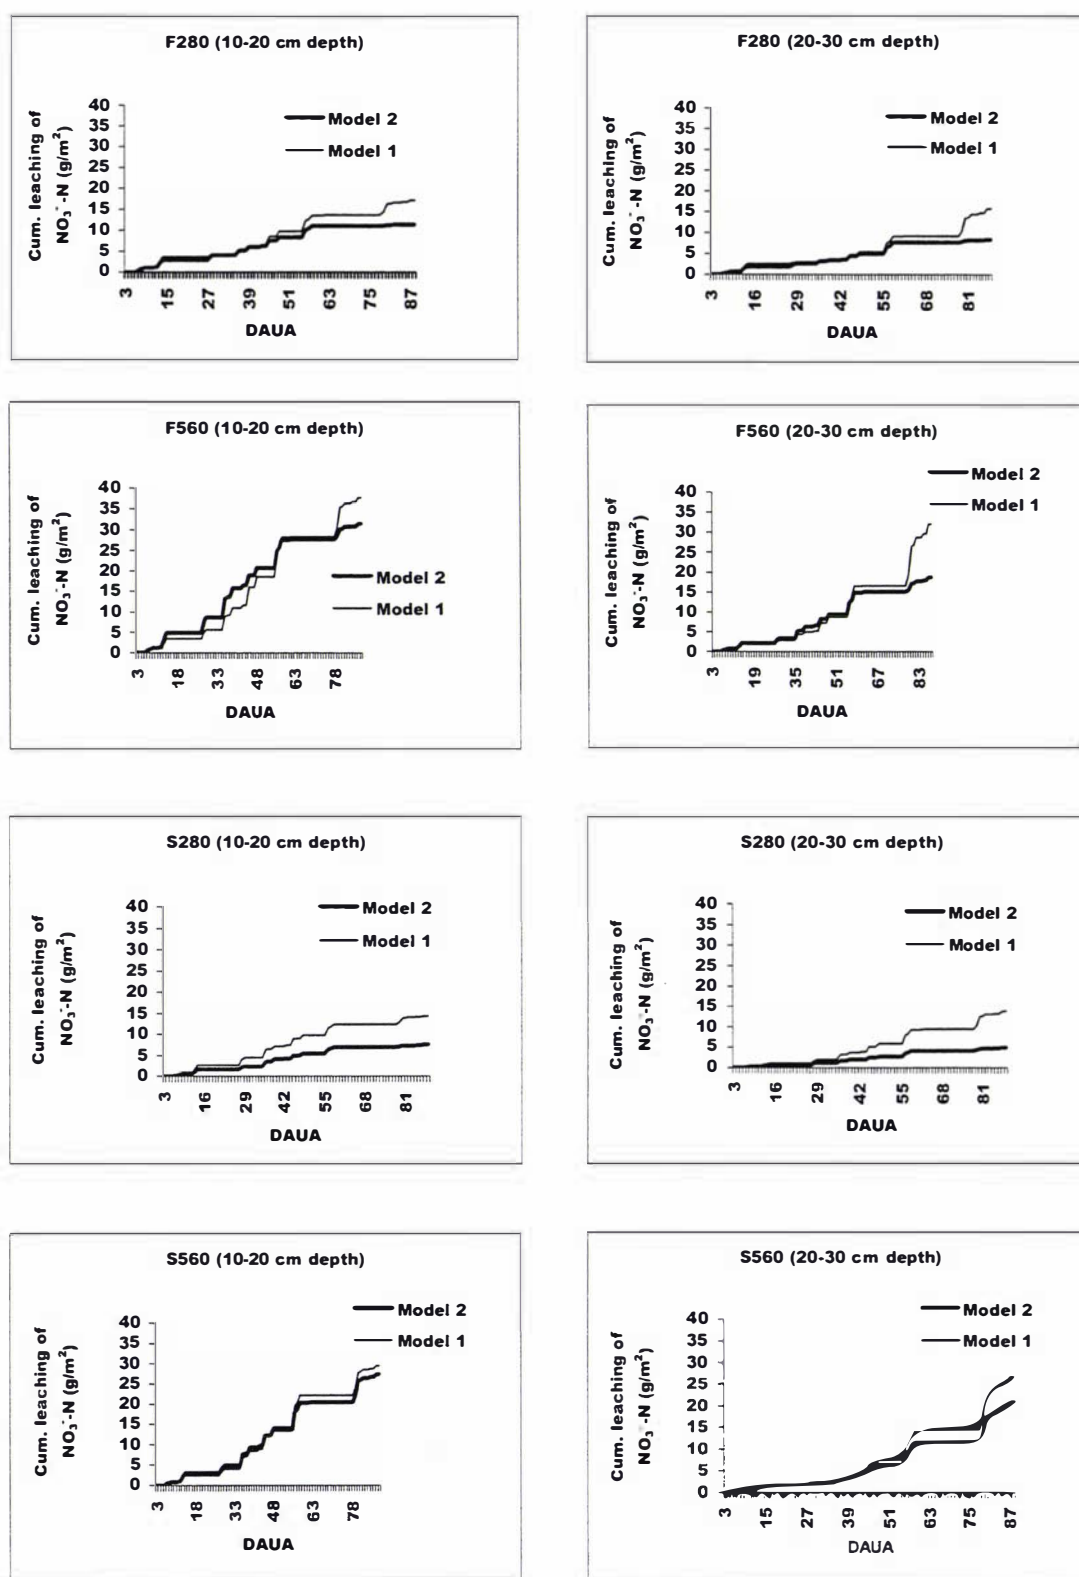 F280 (10-20 cm depth)
Cum. leaching of
NO₃⁻-N (g/m²)
40
35
30
25
20
15
10
5
0
Model 2
Model 1
3 15 27 39 51 63 75 87
DAUA
F280 (20-30 cm depth)
Cum. leaching of
NO₃⁻-N (g/m²)
40
35
30
25
20
15
10
5
0
Model 2
Model 1
3 16 29 42 55 68 81
DAUA
F560 (10-20 cm depth)
Cum. leaching of
NO₃⁻-N (g/m²)
40
35
30
25
20
15
10
5
0
Model 2
Model 1
3 18 33 48 63 78
DAUA
F560 (20-30 cm depth)
Cum. leaching of
NO₃⁻-N (g/m²)
40
35
30
25
20
15
10
5
0
Model 2
Model 1
3 19 35 51 67 83
DAUA
S280 (10-20 cm depth)
Cum. leaching of
NO₃⁻-N (g/m²)
40
35
30
25
20
15
10
5
0
Model 2
Model 1
3 16 29 42 55 68 81
DAUA
S280 (20-30 cm depth)
Cum. leaching of
NO₃⁻-N (g/m²)
40
35
30
25
20
15
10
5
0
Model 2
Model 1
3 16 29 42 55 68 81
DAUA
S560 (10-20 cm depth)
Cum. leaching of
NO₃⁻-N (g/m²)
40
35
30
25
20
15
10
5
0
Model 2
Model 1
3 18 33 48 63 78
DAUA
S560 (20-30 cm depth)
Cum. leaching of
NO₃⁻-N (g/m²)
40
35
30
25
20
15
10
5
0
Model 2
Model 1
3 15 27 39 51 63 75 87
DAUA